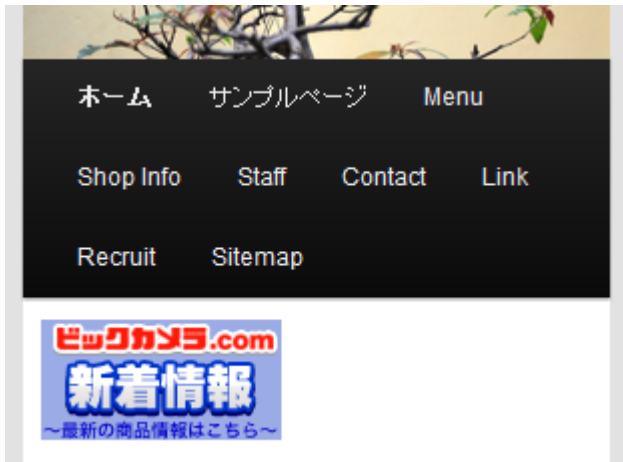 ホーム サンプルページ Menu
Shop Info Staff Contact Link
Recruit Sitemap
ビックカメラ.com
新着情報
~最新の商品情報はこちら~